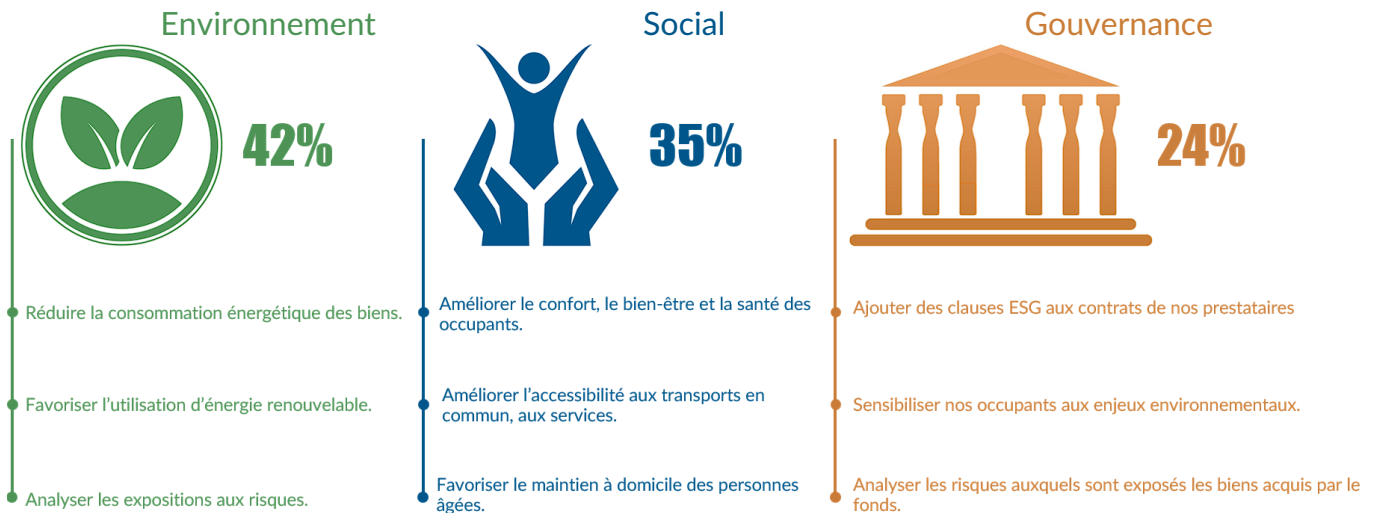 Environnement
42%
Réduire la consommation énergétique des biens.
Favoriser l’utilisation d’énergie renouvelable.
Analyser les expositions aux risques.
Social
35%
Améliorer le confort, le bien-être et la santé des
occupants.
Améliorer l’accessibilité aux transports en
commun, aux services.
Favoriser le maintien à domicile des personnes
âgées.
Gouvernance
24%
Ajouter des clauses ESG aux contrats de nos prestataires
Sensibiliser nos occupants aux enjeux environnementaux.
Analyser les risques auxquels sont exposés les biens acquis par le
fonds.